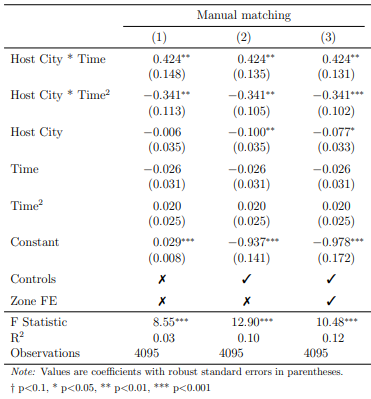 Manual matching
(1) (2) (3)
Host City * Time 0.424** 0.424** 0.424**
(0.148) (0.135) (0.131)
Host City * Time² −0.341** −0.341** −0.341***
(0.113) (0.105) (0.102)
Host City −0.006 −0.100** −0.077*
(0.035) (0.035) (0.033)
Time −0.026 −0.026 −0.026
(0.031) (0.031) (0.031)
Time² 0.020 0.020 0.020
(0.025) (0.025) (0.025)
Constant 0.029*** −0.937*** −0.978***
(0.008) (0.141) (0.172)
Controls ✗ ✓ ✓
Zone FE ✗ ✗ ✓
F Statistic 8.55*** 12.90*** 10.48***
R² 0.03 0.10 0.12
Observations 4095 4095 4095
Note: Values are coefficients with robust standard errors in parentheses.
† p<0.1, * p<0.05, ** p<0.01, *** p<0.001